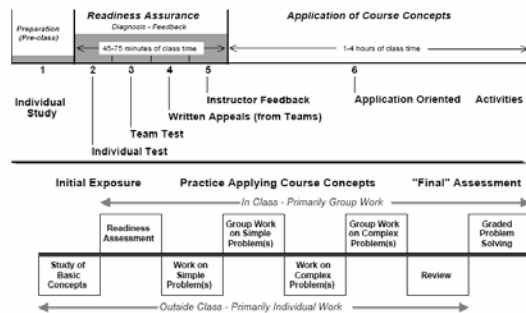 Preparation
(Pre-class)
Readiness Assurance
Diagnosis - Feedback
Application of Course Concepts
45-75 minutes of class time
1-4 hours of class time
1
2
3
4
5
6
Individual
Study
Instructor Feedback
Application Oriented Activities
Written Appeals (from Teams)
Team Test
Individual Test
Initial Exposure
Practice Applying Course Concepts
"Final" Assessment
In Class - Primarily Group Work
Readiness
Assessment
Group Work
on Simple
Problem(s)
Group Work
on Complex
Problem(s)
Graded
Problem
Solving
Study of
Basic
Concepts
Work on
Simple
Problem(s)
Work on
Complex
Problem(s)
Review
Outside Class - Primarily Individual Work